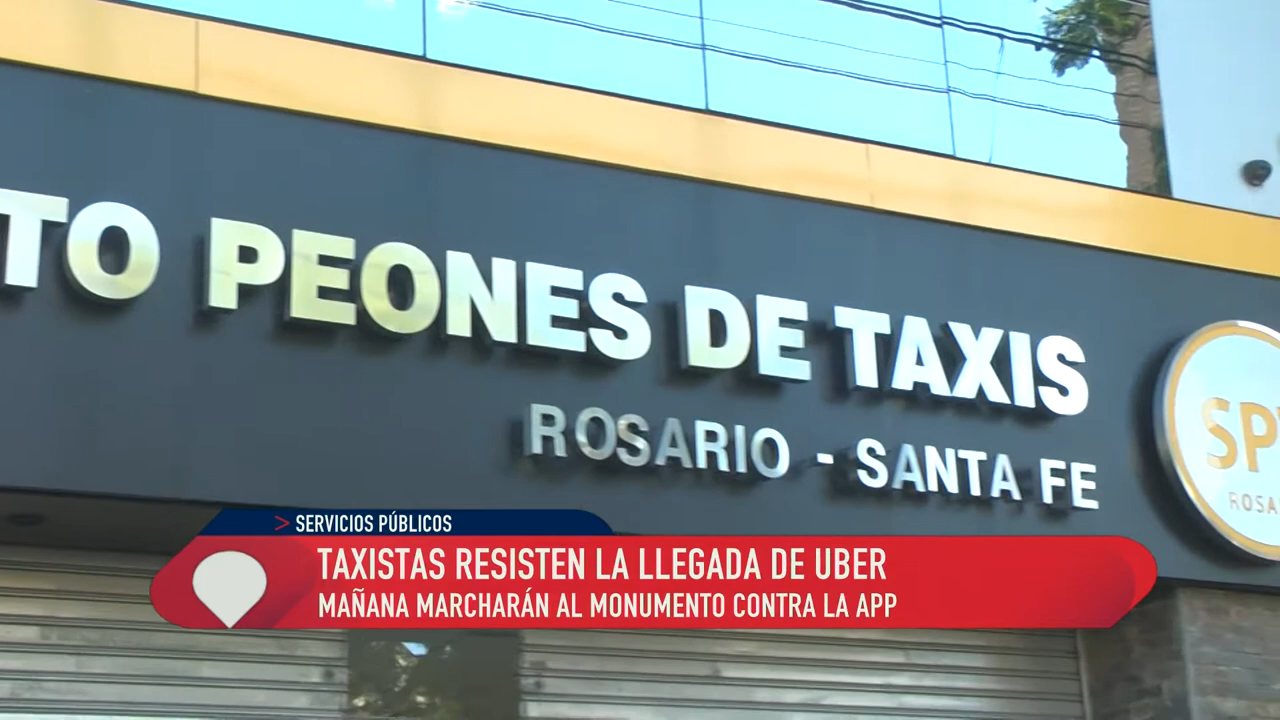 TO PEONES DE TAXIS
ROSARIO - SANTA FE
SP
ROSA
> SERVICIOS PÚBLICOS
TAXISTAS RESISTEN LA LLEGADA DE UBER
MAÑANA MARCHARÁN AL MONUMENTO CONTRA LA APP